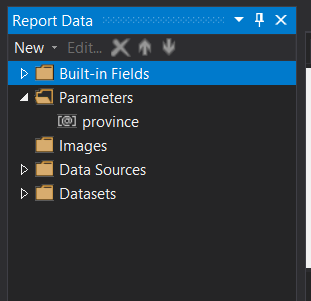 Report Data
New Edit...
Built-in Fields
Parameters
[@] province
Images
Data Sources
Datasets